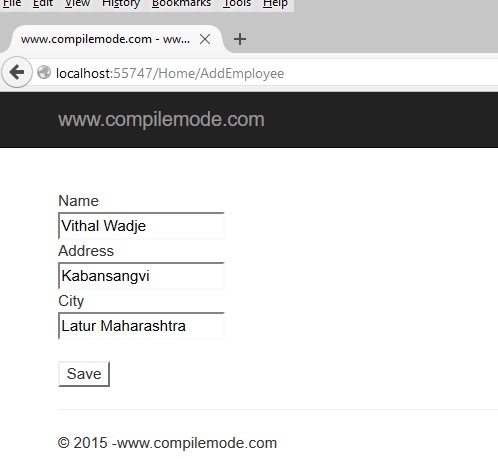 File Edit View History Bookmarks Tools Help
www.compilemode.com - ww... × +
localhost:55747/Home/AddEmployee
www.compilemode.com
Name
Vithal Wadje
Address
Kabansangvi
City
Latur Maharashtra
Save
© 2015 -www.compilemode.com